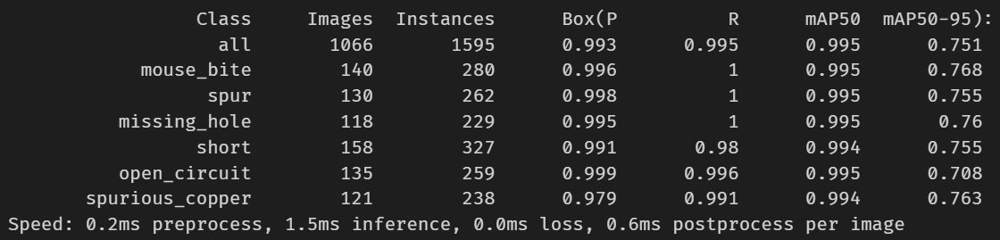 Class Images Instances Box(P R mAP50 mAP50-95):
all 1066 1595 0.993 0.995 0.995 0.751
mouse_bite 140 280 0.996 1 0.995 0.768
spur 130 262 0.998 1 0.995 0.755
missing_hole 118 229 0.995 1 0.995 0.76
short 158 327 0.991 0.98 0.994 0.755
open_circuit 135 259 0.999 0.996 0.995 0.708
spurious_copper 121 238 0.979 0.991 0.994 0.763
Speed: 0.2ms preprocess, 1.5ms inference, 0.0ms loss, 0.6ms postprocess per image